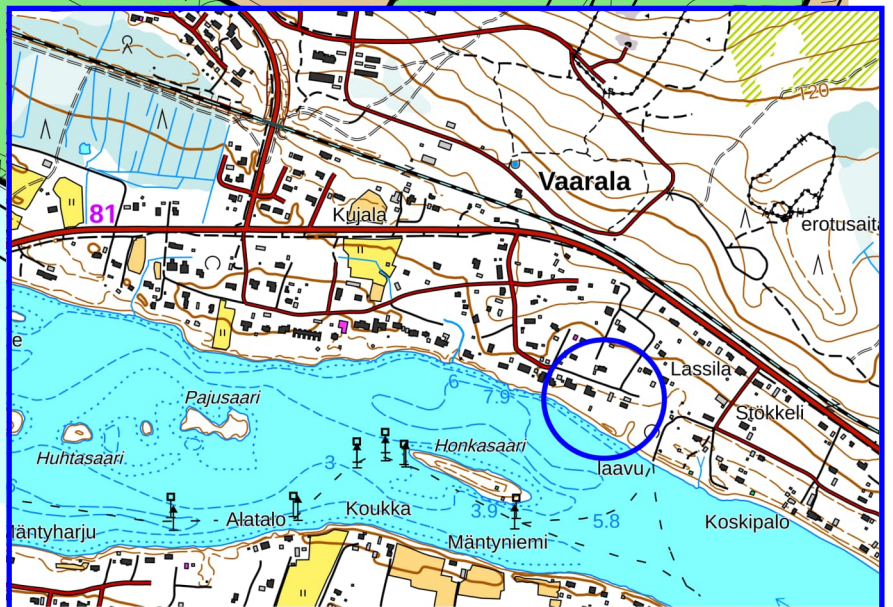 120
Vaarala
81
Kujala
erotusaita
e
Lassila
6
7.9
Pajusaari
Stökkeli
Huhtasaari
Honkasaari
3
laavu
Koukka
3.9
Alatalo
5.8
Koskipalo
Mäntyharju
Mäntyniemi